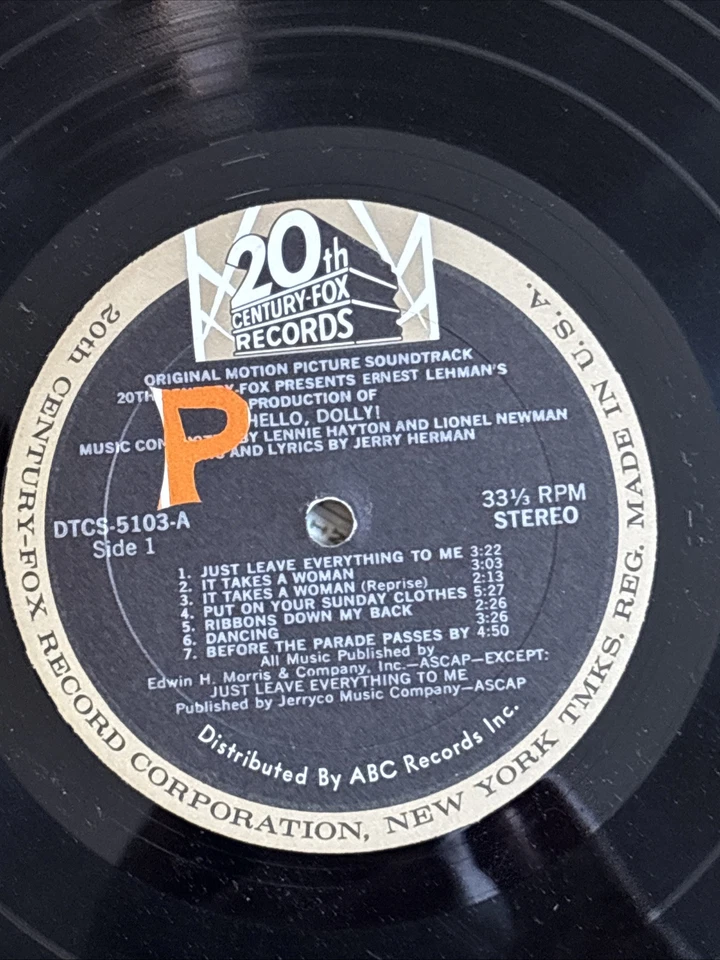 20th
CENTURY-FOX
RECORDS
ORIGINAL MOTION PICTURE SOUNDTRACK
20TH -FOX PRESENTS ERNEST LEHMAN'S
PRODUCTION OF
HELLO, DOLLY!
MUSIC BY LENNIE HAYTON AND LIONEL NEWMAN
AND LYRICS BY JERRY HERMAN
P
DTCS-5103-A
Side 1
33⅓ RPM
STEREO
1. JUST LEAVE EVERYTHING TO ME 3:22
2. IT TAKES A WOMAN 3:03
3. IT TAKES A WOMAN (Reprise) 2:13
4. PUT ON YOUR SUNDAY CLOTHES 5:27
5. RIBBONS DOWN MY BACK 2:26
6. DANCING 3:26
7. BEFORE THE PARADE PASSES BY 4:50
All Music Published by
Edwin H. Morris & Company, Inc.—ASCAP—EXCEPT:
JUST LEAVE EVERYTHING TO ME
Published by Jerryco Music Company—ASCAP
Distributed By ABC Records Inc.
20th CENTURY-FOX RECORD CORPORATION, NEW YORK TMKS. REG. MADE IN U.S.A.